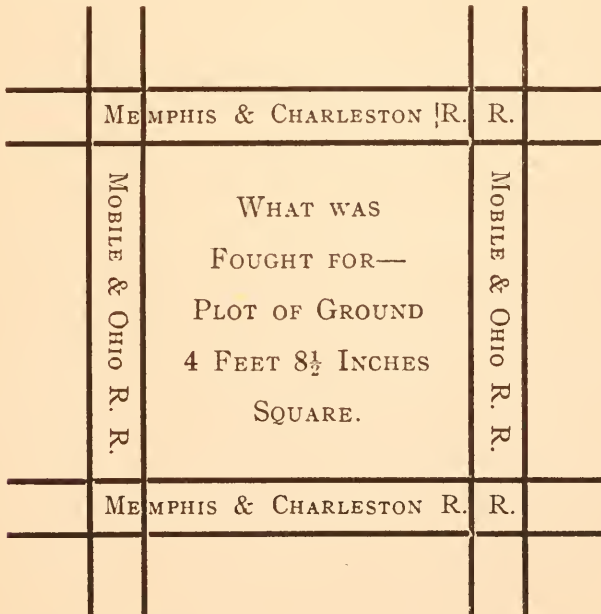 MEMPHIS & CHARLESTON R. R.
MOBILE & OHIO R. R.
WHAT WAS
FOUGHT FOR—
PLOT OF GROUND
4 FEET 8½ INCHES
SQUARE.
MOBILE & OHIO R. R.
MEMPHIS & CHARLESTON R. R.